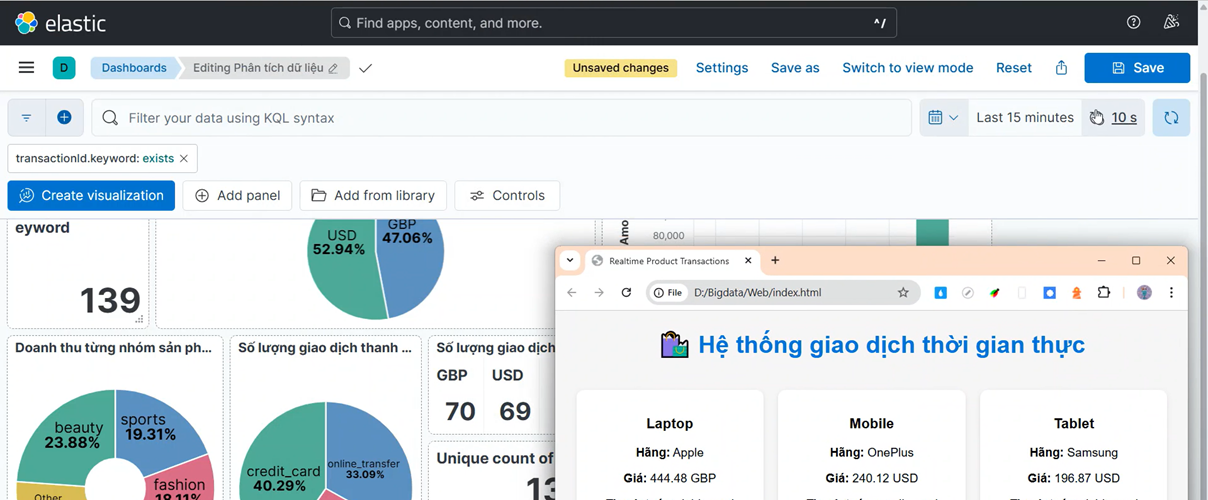 elastic
Find apps, content, and more.
^/
D
Dashboards
Editing Phân tích dữ liệu
Unsaved changes
Settings
Save as
Switch to view mode
Reset
Save
Filter your data using KQL syntax
Last 15 minutes
10 s
transactionId.keyword: exists
Create visualization
Add panel
Add from library
Controls
eyword
139
USD
52.94%
GBP
47.06%
Amo
80,000
Doanh thu từng nhóm sản ph...
beauty
23.88%
sports
19.31%
fashion
18.11%
Other
Số lượng giao dịch thanh ...
credit_card
40.29%
online_transfer
33.09%
Số lượng giao dịch
GBP USD
70 69
Unique count of
Realtime Product Transactions
File
D:/Bigdata/Web/index.html
Hệ thống giao dịch thời gian thực
Laptop
Hãng: Apple
Giá: 444.48 GBP
Mobile
Hãng: OnePlus
Giá: 240.12 USD
Tablet
Hãng: Samsung
Giá: 196.87 USD